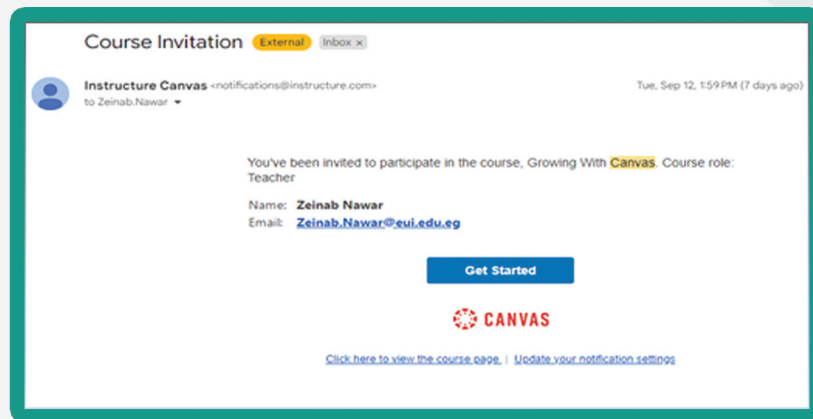 Course Invitation External Inbox x
Instructure Canvas <notifications@instructure.com> Tue, Sep 12, 1:59 PM (7 days ago)
to Zeinab.Nawar
You've been invited to participate in the course, Growing With Canvas. Course role:
Teacher
Name: Zeinab Nawar
Email: Zeinab.Nawar@eui.edu.eg
Get Started
CANVAS
Click here to view the course page. | Update your notification settings